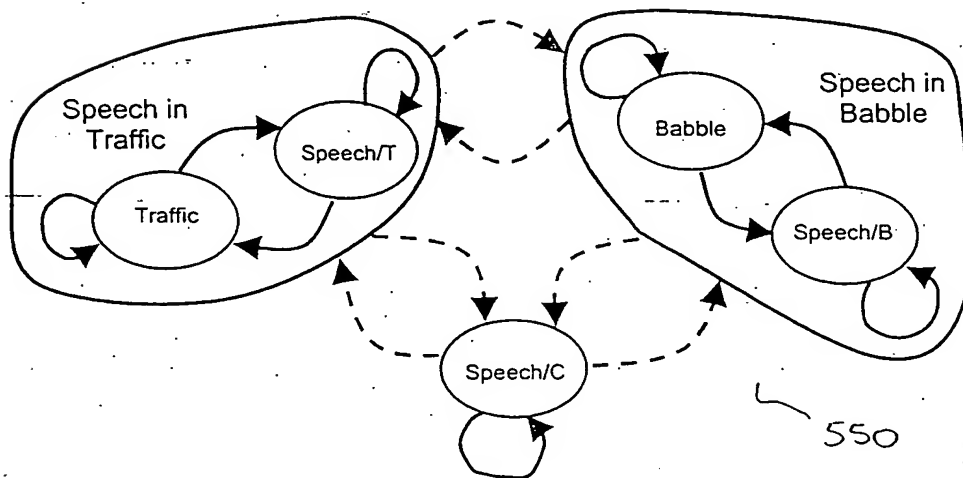 Speech in
Traffic
Speech/T
Traffic
Speech in
Babble
Babble
Speech/B
Speech/C
550